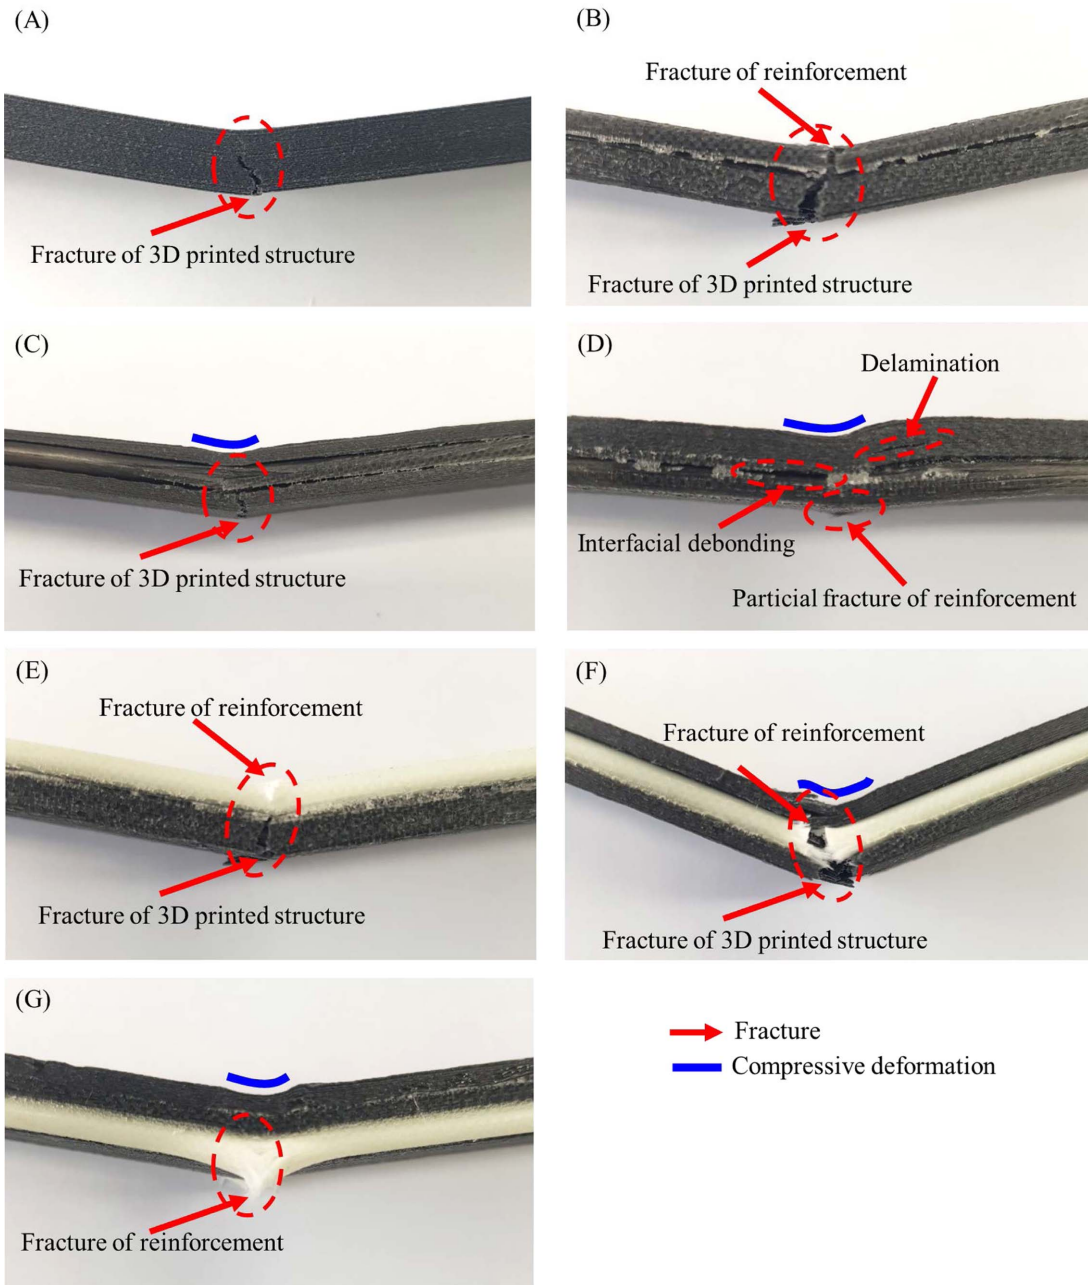 (A)
Fracture of 3D printed structure
(B)
Fracture of reinforcement
Fracture of 3D printed structure
(C)
Fracture of 3D printed structure
(D)
Delamination
Interfacial debonding
Particial fracture of reinforcement
(E)
Fracture of reinforcement
Fracture of 3D printed structure
(F)
Fracture of reinforcement
Fracture of 3D printed structure
(G)
Fracture of reinforcement
Fracture
Compressive deformation